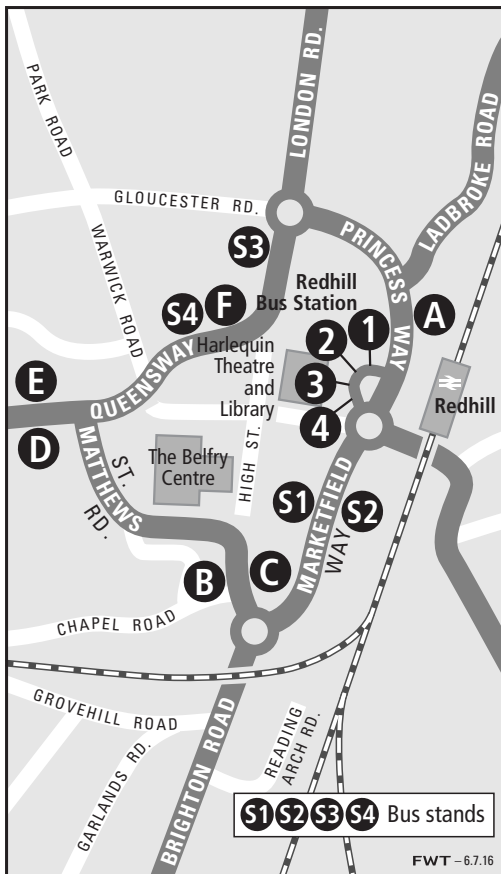 LONDON RD.
PARK ROAD
LADBROKE ROAD
GLOUCESTER RD.
PRINCESS WAY
WARWICK ROAD
S3
Redhill
Bus Station
A
S4
F
1
2
QUEENSWAY
Harlequin
Theatre
and
Library
3
4
Redhill
E
D
ST. MATTHEWS RD.
The Belfry
Centre
HIGH ST.
S1
S2
MARKETFIELD WAY
B
C
CHAPEL ROAD
GROVEHILL ROAD
GARLANDS RD.
BRIGHTON ROAD
READING
ARCH RD.
S1 S2 S3 S4 Bus stands
FWT – 6.7.16